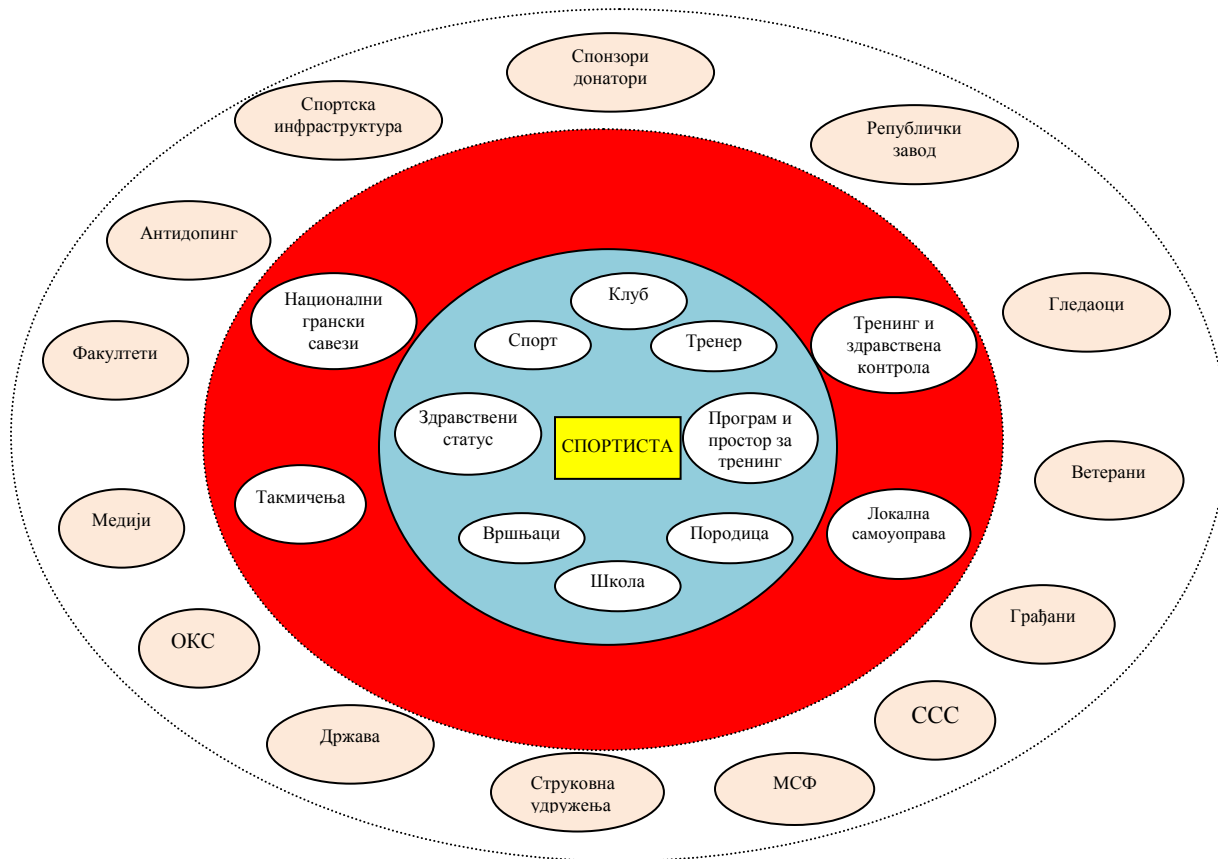 Спонзори
донатори
Спортска
инфраструктура
Републички
завод
Антидопинг
Гледаоци
Факултети
Национални
грански
савези
Клуб
Спорт
Тренер
Тренинг и
здравствена
контрола
Здравствени
статус
СПОРТИСТА
Програм и
простор за
тренинг
Ветерани
Такмичења
Медији
Вршњаци
Породица
Школа
Локална
самоуоправа
Грађани
ОКС
ССС
Држава
Струковна
удружења
МСФ